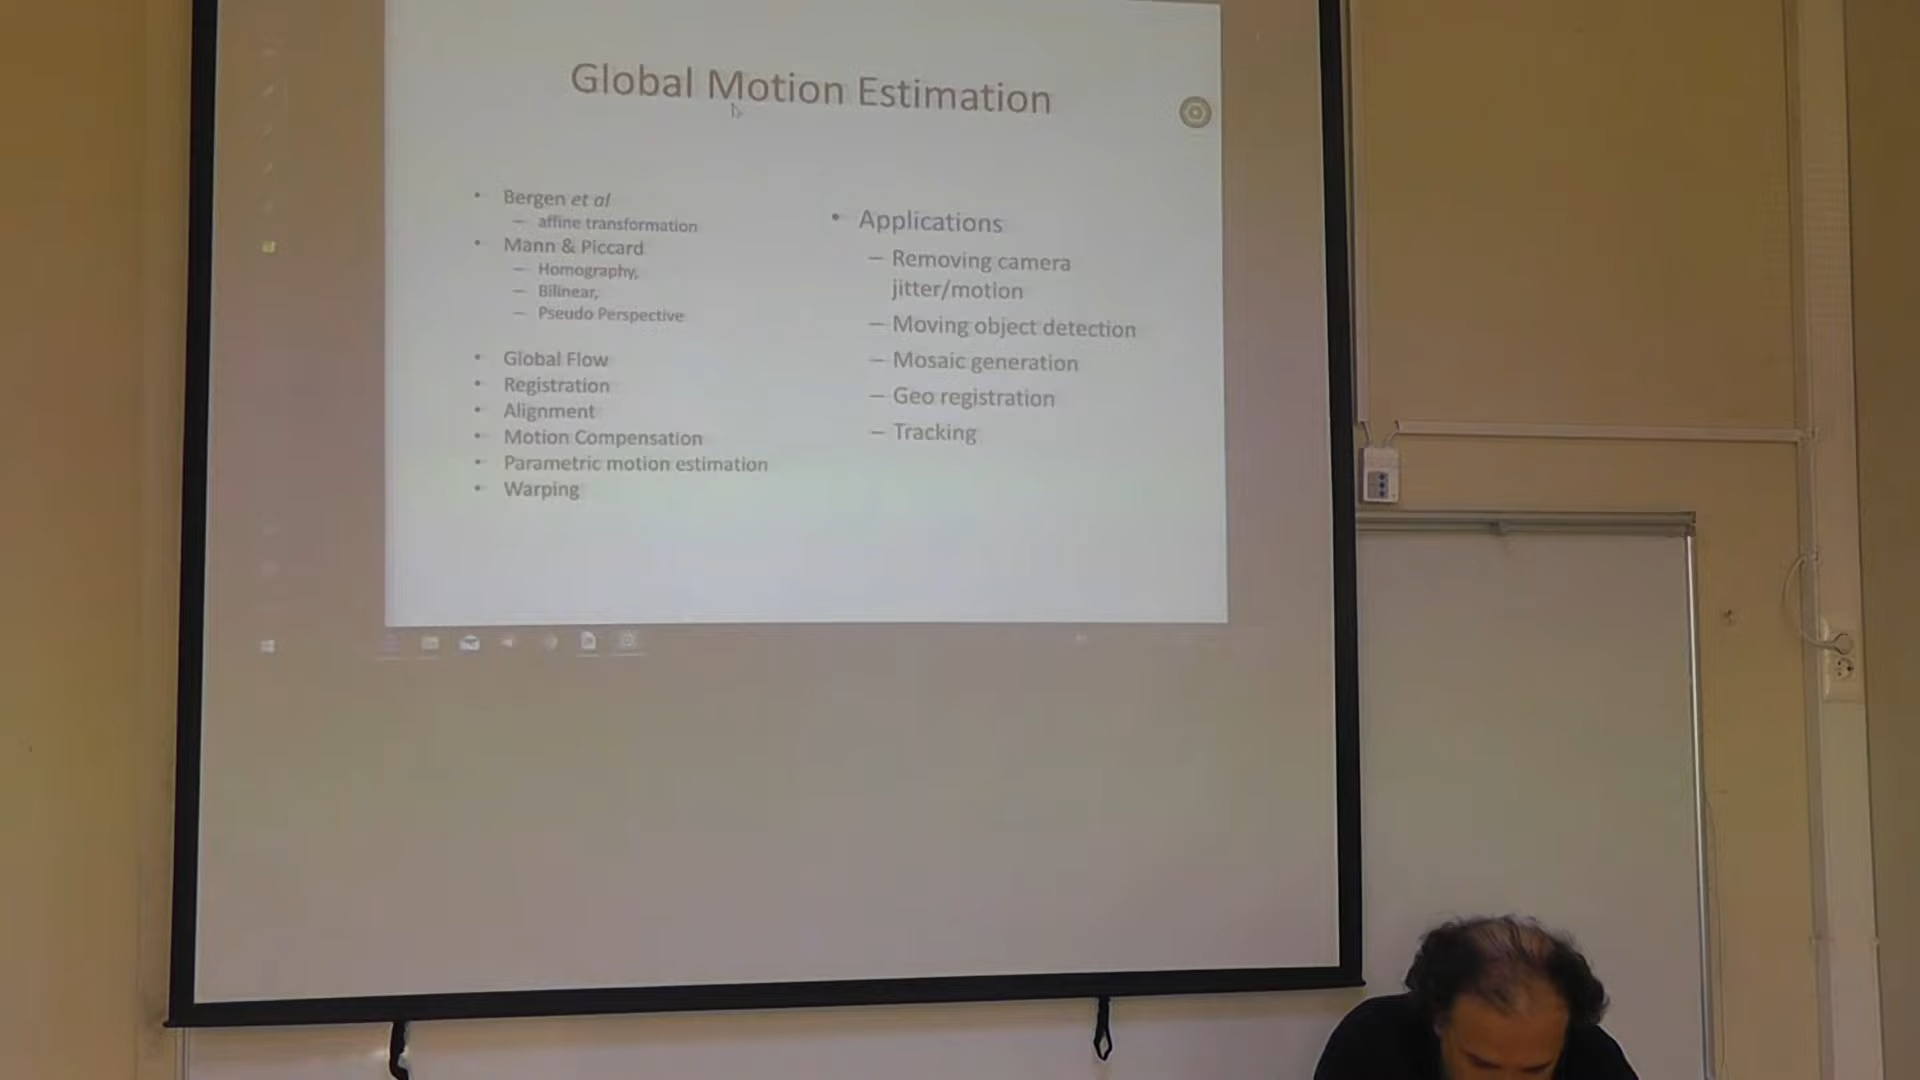 Global Motion Estimation
• Bergen et al
– affine transformation
• Mann & Piccard
– Homography,
– Bilinear,
– Pseudo Perspective
• Global Flow
• Registration
• Alignment
• Motion Compensation
• Parametric motion estimation
• Warping
• Applications
– Removing camera
jitter/motion
– Moving object detection
– Mosaic generation
– Geo registration
– Tracking